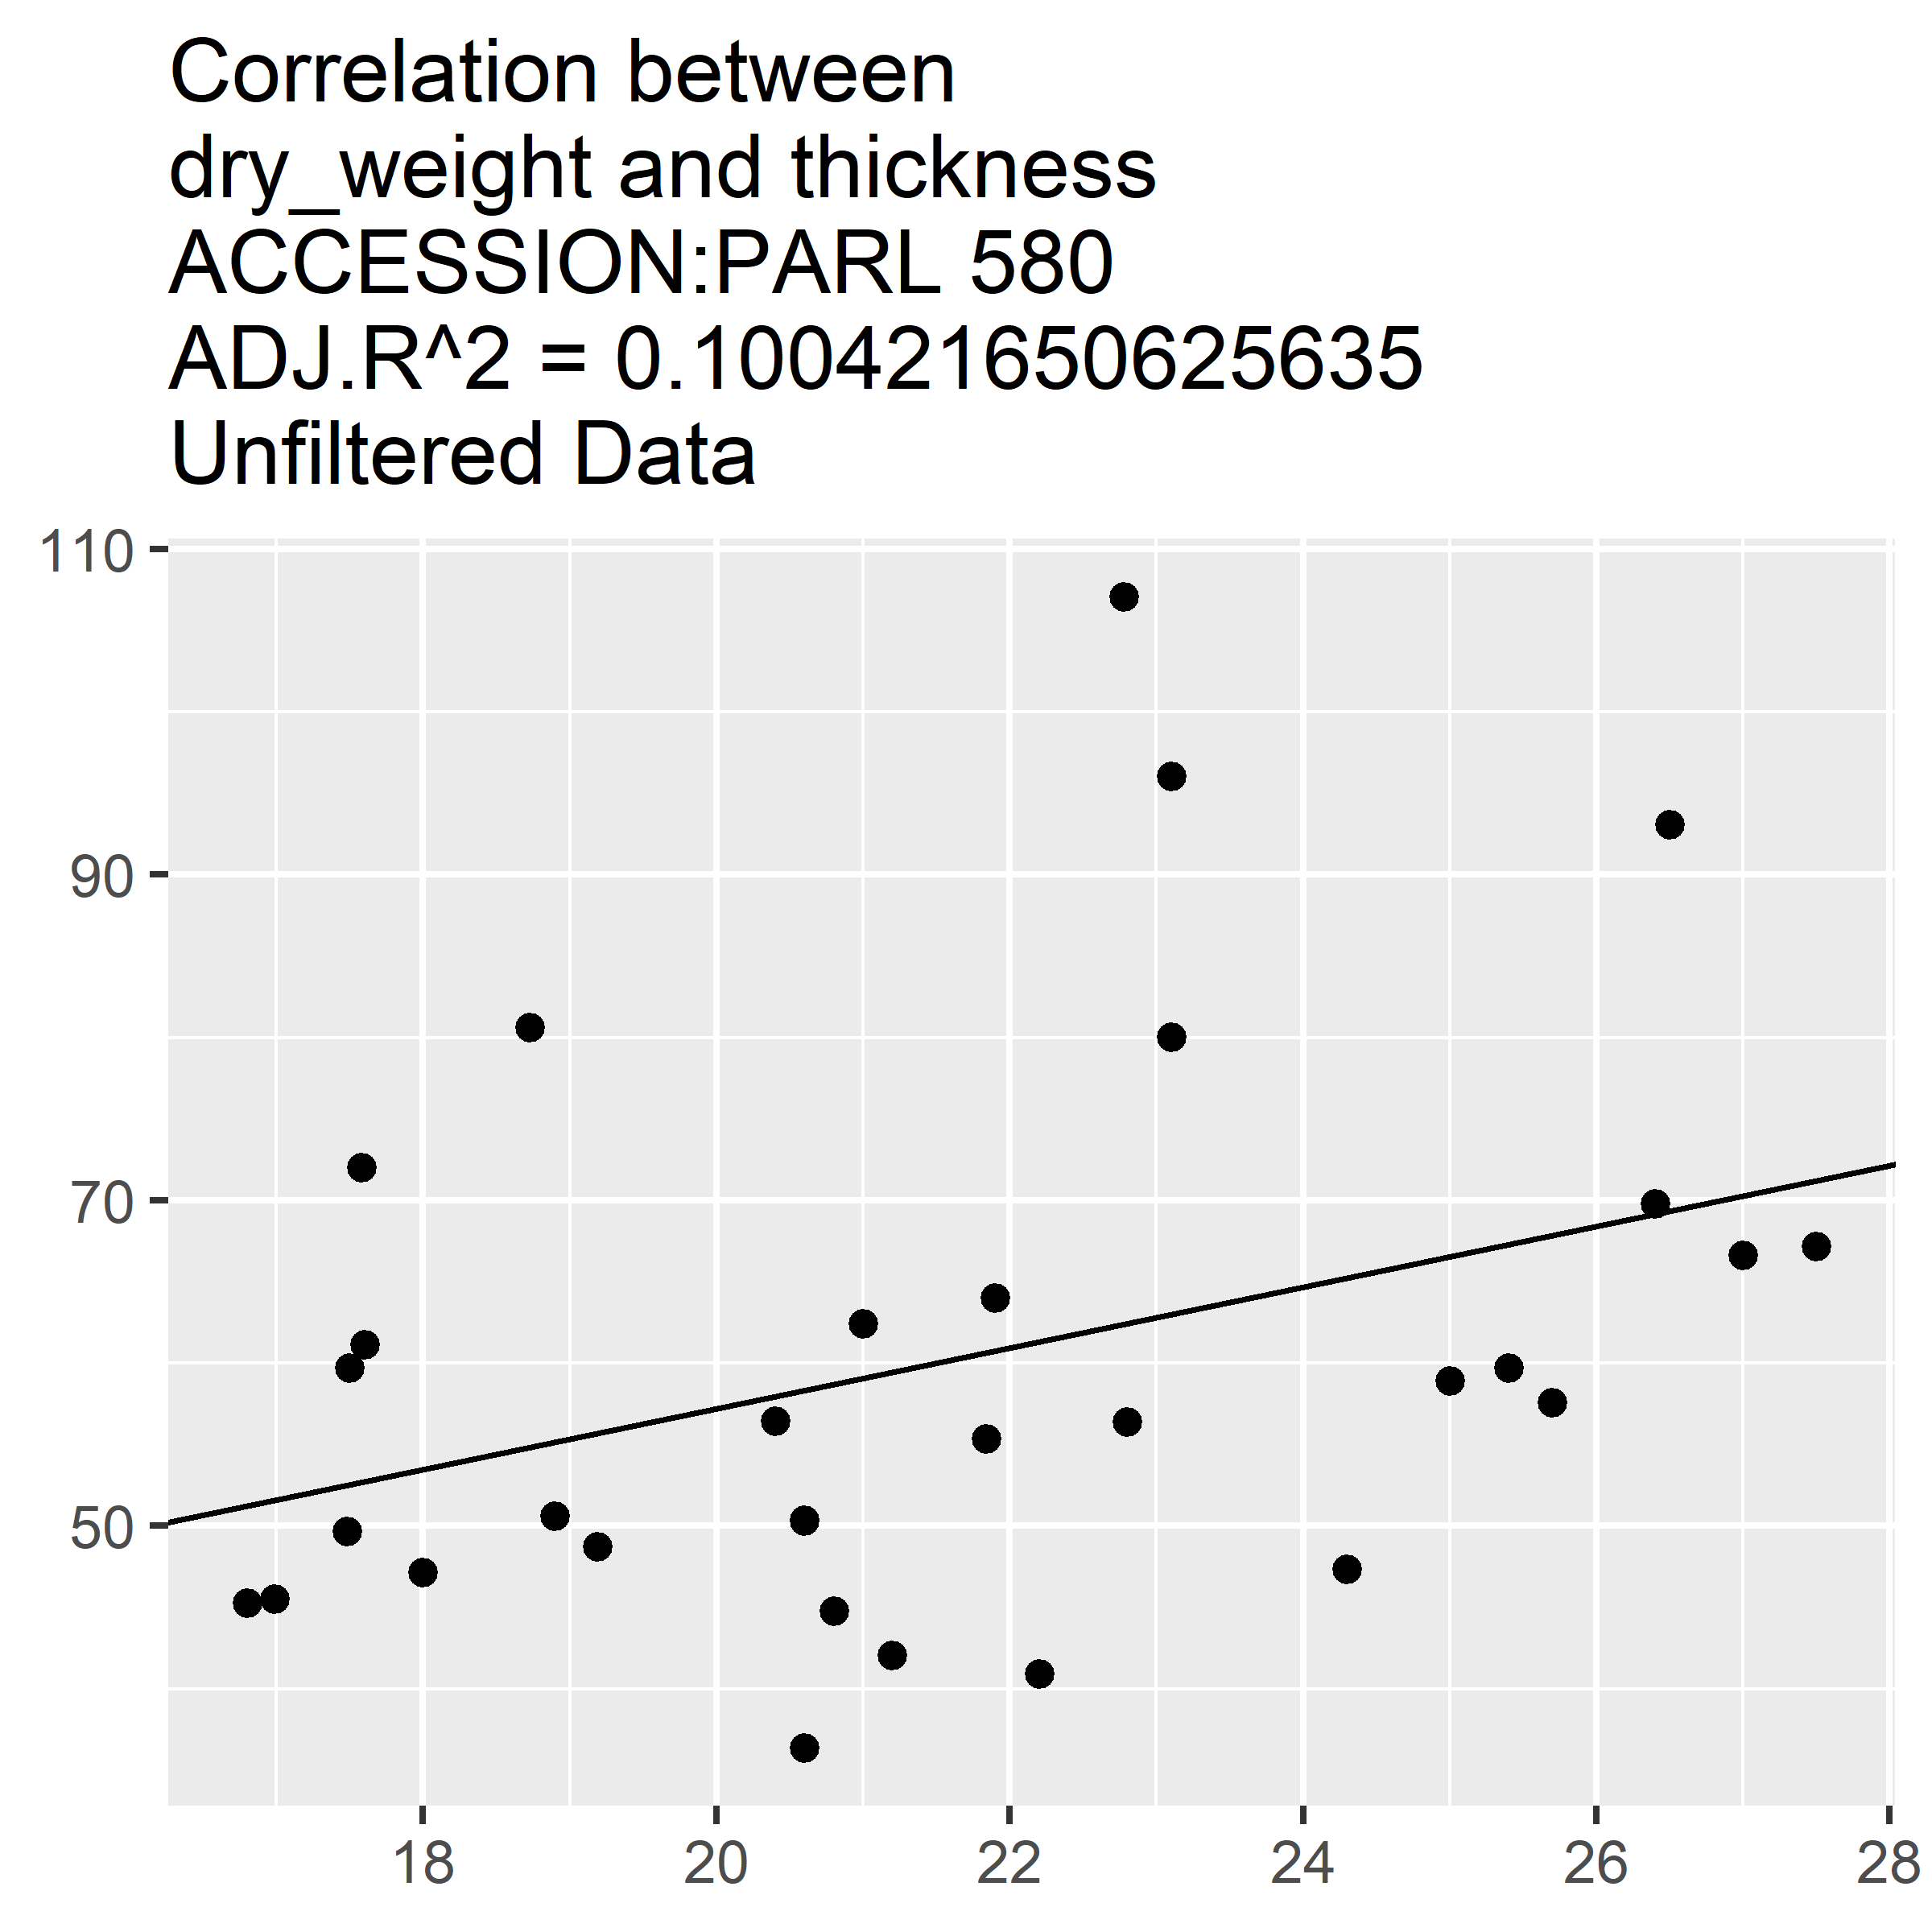 Correlation between
dry_weight and thickness
ACCESSION:PARL 580
ADJ.R^2 = 0.100421650625635
Unfiltered Data
110
90
70
50
18 20 22 24 26 28